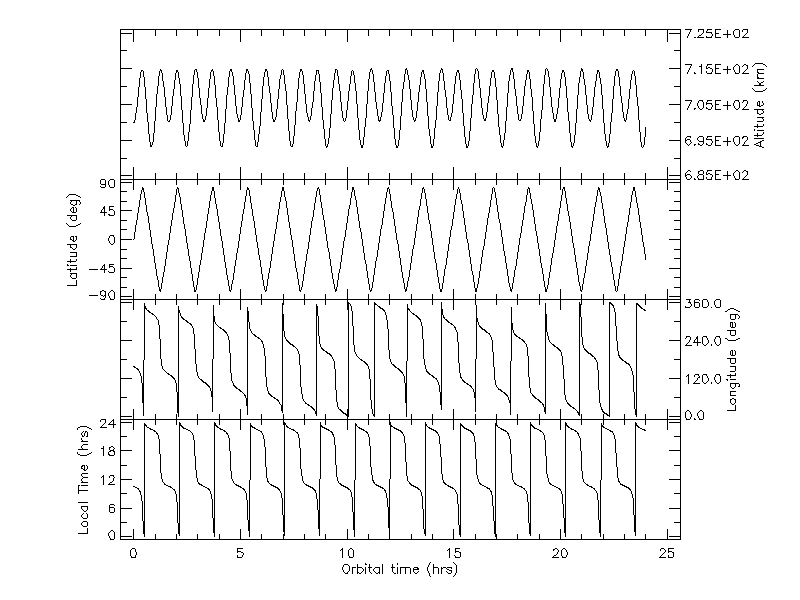 7.25E+02
7.15E+02
7.05E+02
6.95E+02
6.85E+02
Altitude (km)
90
45
0
−45
−90
Latitude (deg)
360.0
240.0
120.0
0.0
Longitude (deg)
24
18
12
6
0
Local Time (hrs)
0 5 10 15 20 25
Orbital time (hrs)